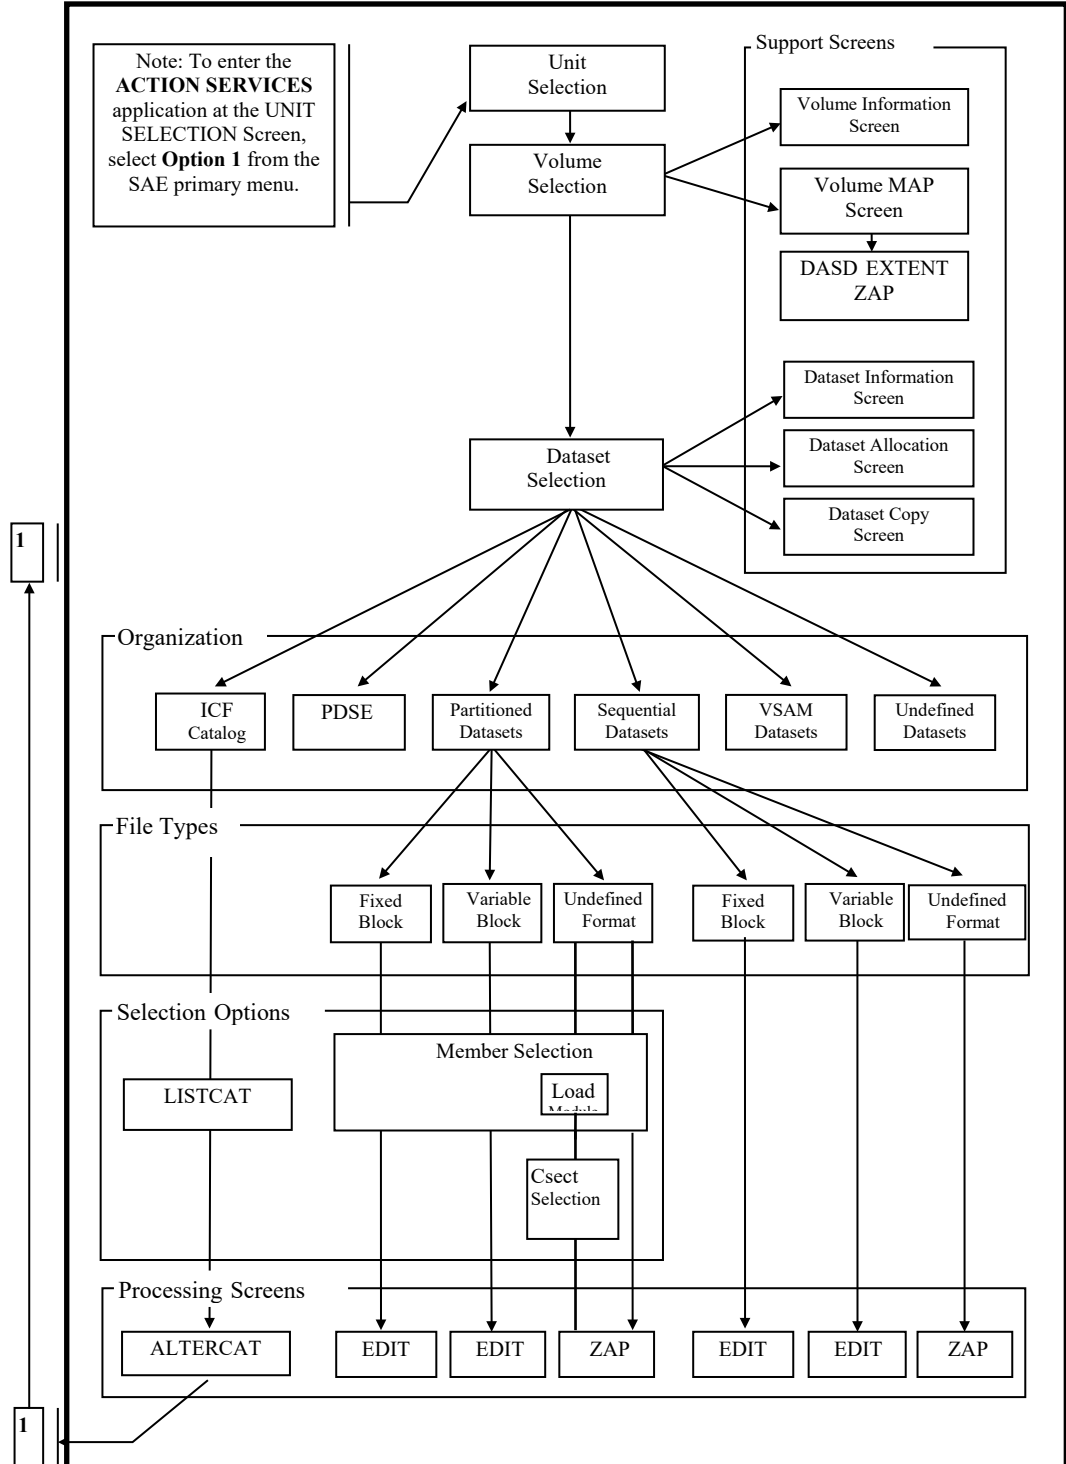 Note: To enter the
ACTION SERVICES
application at the UNIT
SELECTION Screen,
select Option 1 from the
SAE primary menu.
Unit
Selection
Volume
Selection
Support Screens
Volume Information
Screen
Volume MAP
Screen
DASD EXTENT
ZAP
Dataset Information
Screen
Dataset Allocation
Screen
Dataset Copy
Screen
Dataset
Selection
1
Organization
ICF
Catalog
PDSE
Partitioned
Datasets
Sequential
Datasets
VSAM
Datasets
Undefined
Datasets
File Types
Fixed
Block
Variable
Block
Undefined
Format
Fixed
Block
Variable
Block
Undefined
Format
Selection Options
LISTCAT
Member Selection
Load
Module
Csect
Selection
Processing Screens
ALTERCAT
EDIT
EDIT
ZAP
EDIT
EDIT
ZAP
1